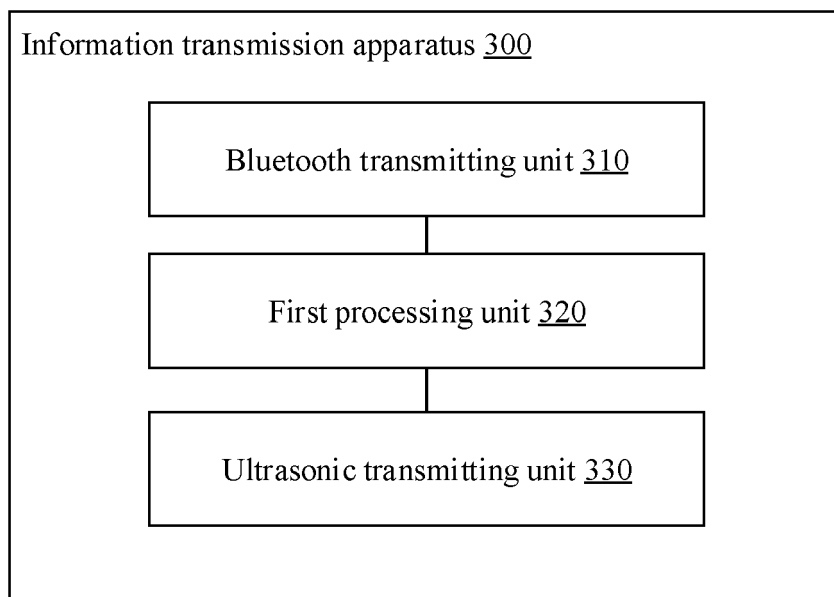 Information transmission apparatus 300
Bluetooth transmitting unit 310
First processing unit 320
Ultrasonic transmitting unit 330